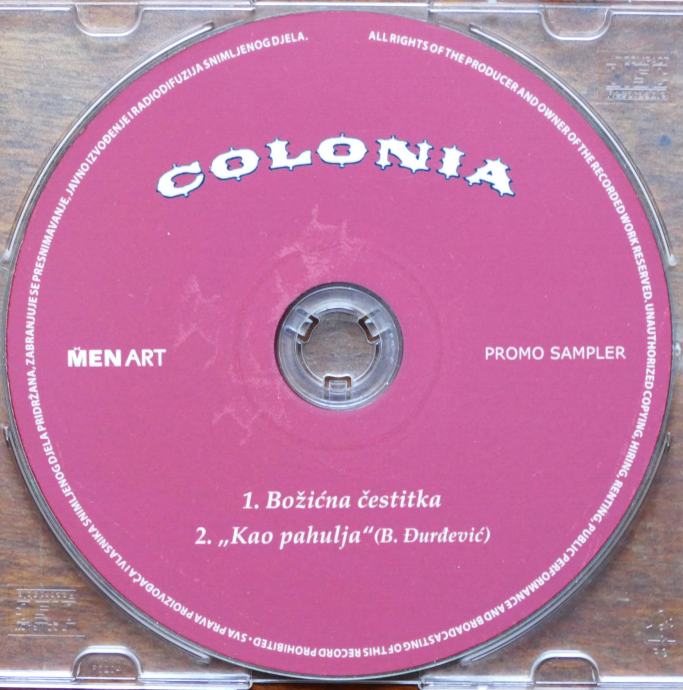 COLONIA
MENART
PROMO SAMPLER
1. Božićna čestitka
2. „Kao pahulja“ (B. Đurđević)
ALL RIGHTS OF THE PRODUCER AND OWNER OF THE RECORDED WORK RESERVED. UNAUTHORIZED COPYING, HIRING, RENTING, PUBLIC PERFORMANCE AND BROADCASTING OF THIS RECORD PROHIBITED • SVA PRAVA PROIZVOĐAČA I VLASNIKA SNIMLJENOG DJELA PRIDRŽANA, ZABRANJUJE SE PRESNIMAVANJE, JAVNO IZVOĐENJE I RADIODIFUZIJA SNIMLJENOG DJELA.